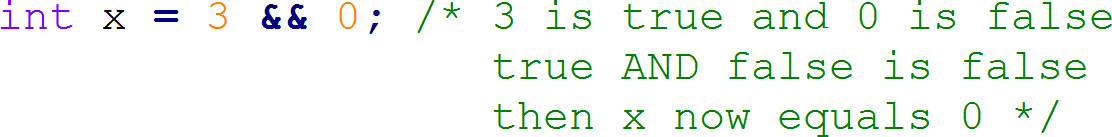 int x = 3 && 0; /* 3 is true and 0 is false
true AND false is false
then x now equals 0 */